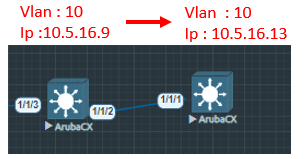 Vlan : 10
Ip :10.5.16.9
Vlan : 10
Ip :10.5.16.13
1/1/3
1/1/2
1/1/1
ArubaCX
ArubaCX